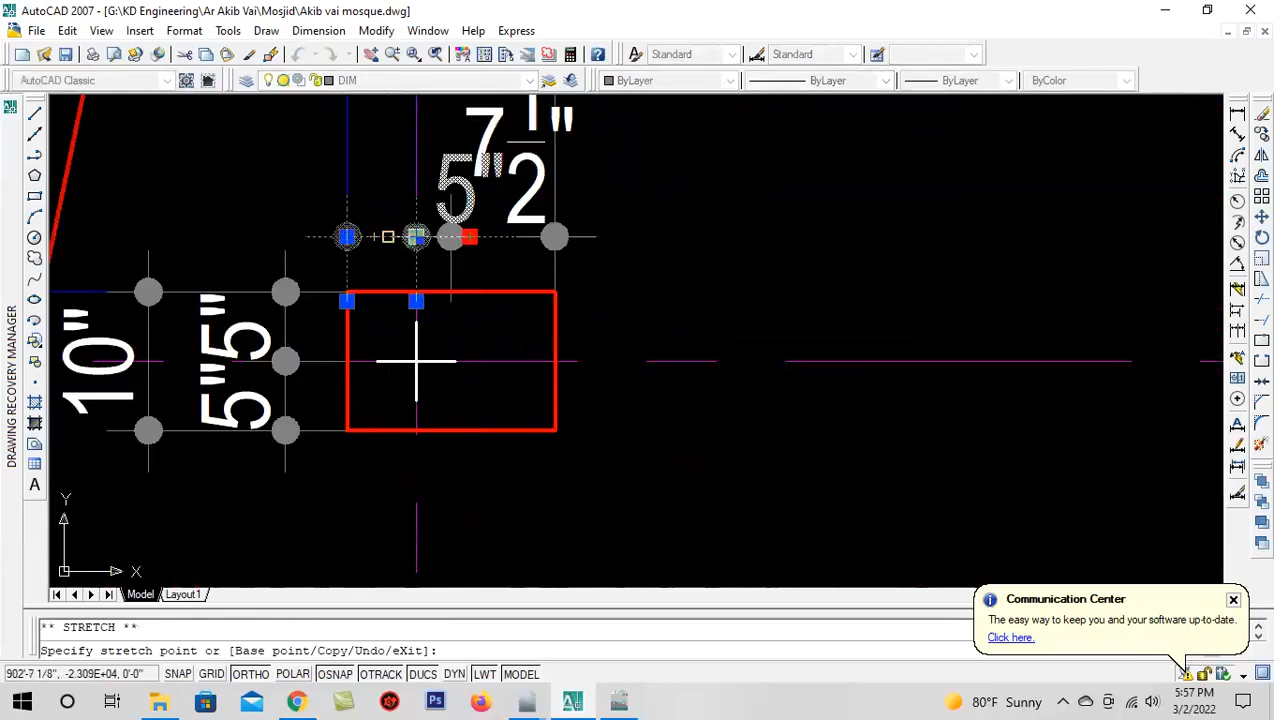 AutoCAD 2007 - [G:\KD Engineering\Ar Akib Vai\Mosjid\Akib vai mosque.dwg]
File Edit View Insert Format Tools Draw Dimension Modify Window Help Express
Standard Standard
AutoCAD Classic DIM ByLayer ByLayer ByLayer ByColor
7 1/2"
5"
10"
5"5"
Y
X
DRAWING RECOVERY MANAGER
Model Layout1
Communication Center
The easy way to keep you and your software up-to-date.
Click here.
** STRETCH **
Specify stretch point or [Base point/Copy/Undo/eXit]:
902'-7 1/8", -2.309E+04, 0'-0" SNAP GRID ORTHO POLAR OSNAP OTRACK DUCS DYN LWT MODEL
Ps
80°F Sunny
5:57 PM
3/2/2022